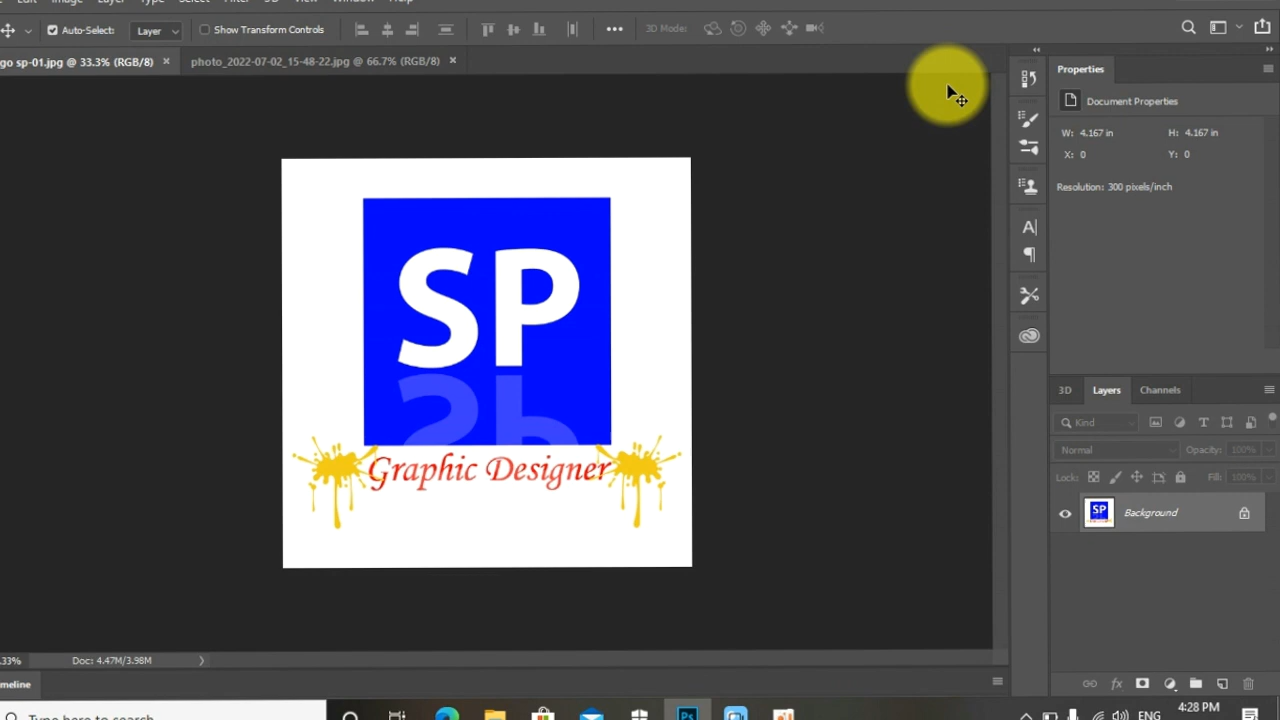 Edit Image Layer Type Select Filter 3D View Window Help
Auto-Select: Layer Show Transform Controls 3D Mode:
go sp-01.jpg @ 33.3% (RGB/8) × photo_2022-07-02_15-48-22.jpg @ 66.7% (RGB/8) ×
Properties
Document Properties
W: 4.167 in H: 4.167 in
X: 0 Y: 0
Resolution: 300 pixels/inch
SP
Graphic Designer
3D Layers Channels
Kind
Normal Opacity: 100%
Lock: Fill: 100%
Background
.33% Doc: 4.47M/3.98M
imeline
Type here to search
Ps
ENG 4:28 PM